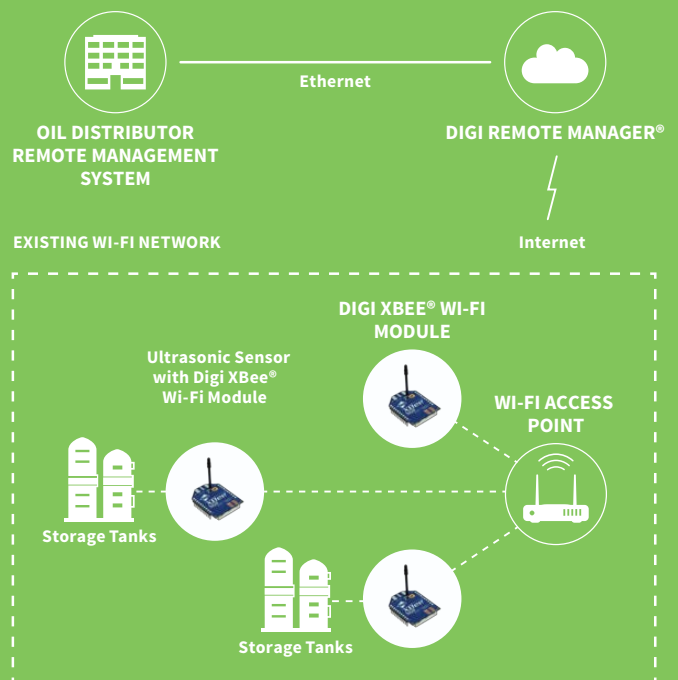 Ethernet
OIL DISTRIBUTOR
REMOTE MANAGEMENT
SYSTEM
DIGI REMOTE MANAGER®
EXISTING WI-FI NETWORK
Internet
DIGI XBEE® WI-FI
MODULE
Ultrasonic Sensor
with Digi XBee®
Wi-Fi Module
WI-FI ACCESS
POINT
Storage Tanks
Storage Tanks